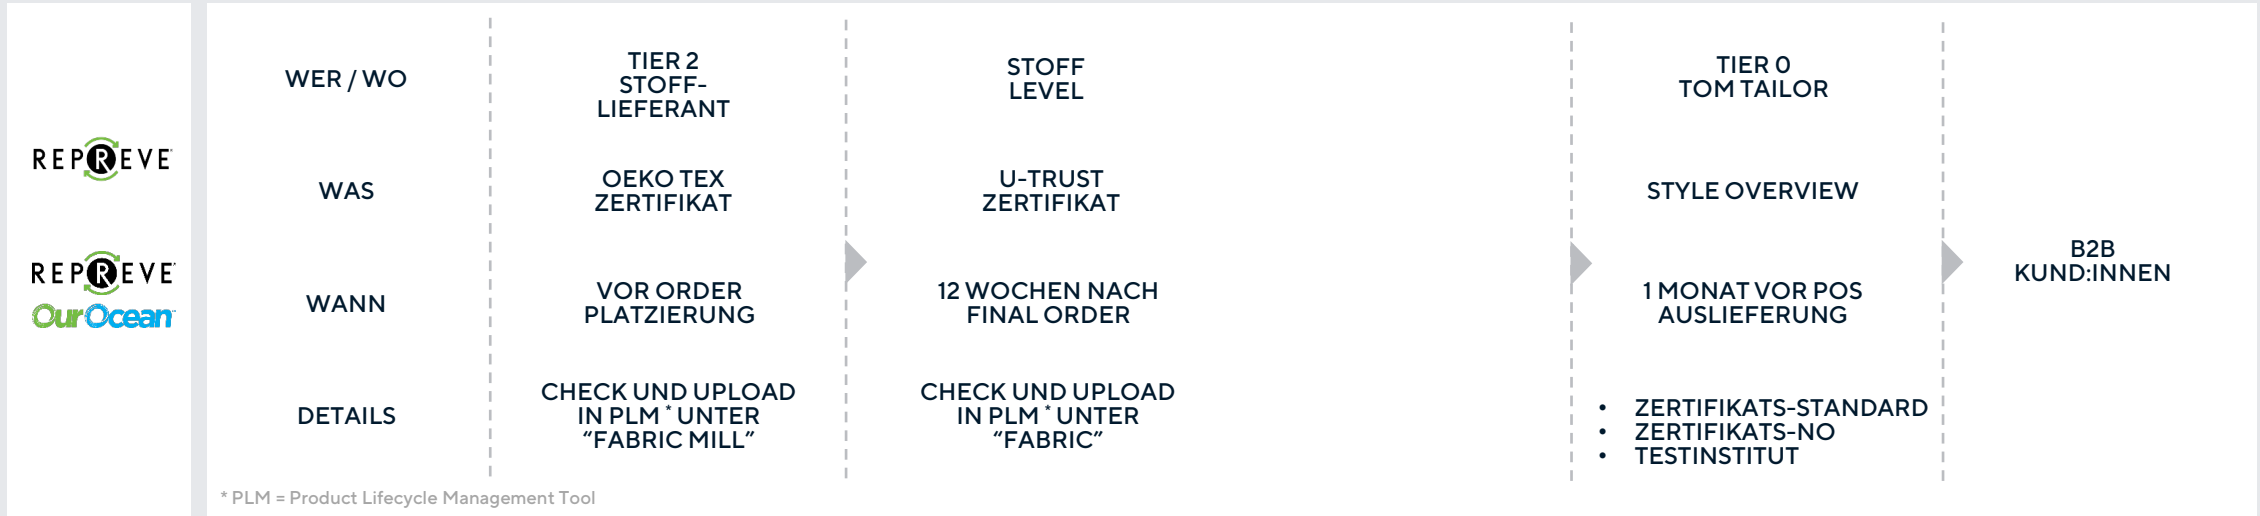 REPREVE
REPREVE
OurOcean
WER / WO
WAS
WANN
DETAILS
TIER 2
STOFF-
LIEFERANT
OEKO TEX
ZERTIFIKAT
VOR ORDER
PLATZIERUNG
CHECK UND UPLOAD
IN PLM * UNTER
“FABRIC MILL”
STOFF
LEVEL
U-TRUST
ZERTIFIKAT
12 WOCHEN NACH
FINAL ORDER
CHECK UND UPLOAD
IN PLM * UNTER
“FABRIC”
TIER 0
TOM TAILOR
STYLE OVERVIEW
1 MONAT VOR POS
AUSLIEFERUNG
• ZERTIFIKATS-STANDARD
• ZERTIFIKATS-NO
• TESTINSTITUT
B2B
KUND:INNEN
* PLM = Product Lifecycle Management Tool